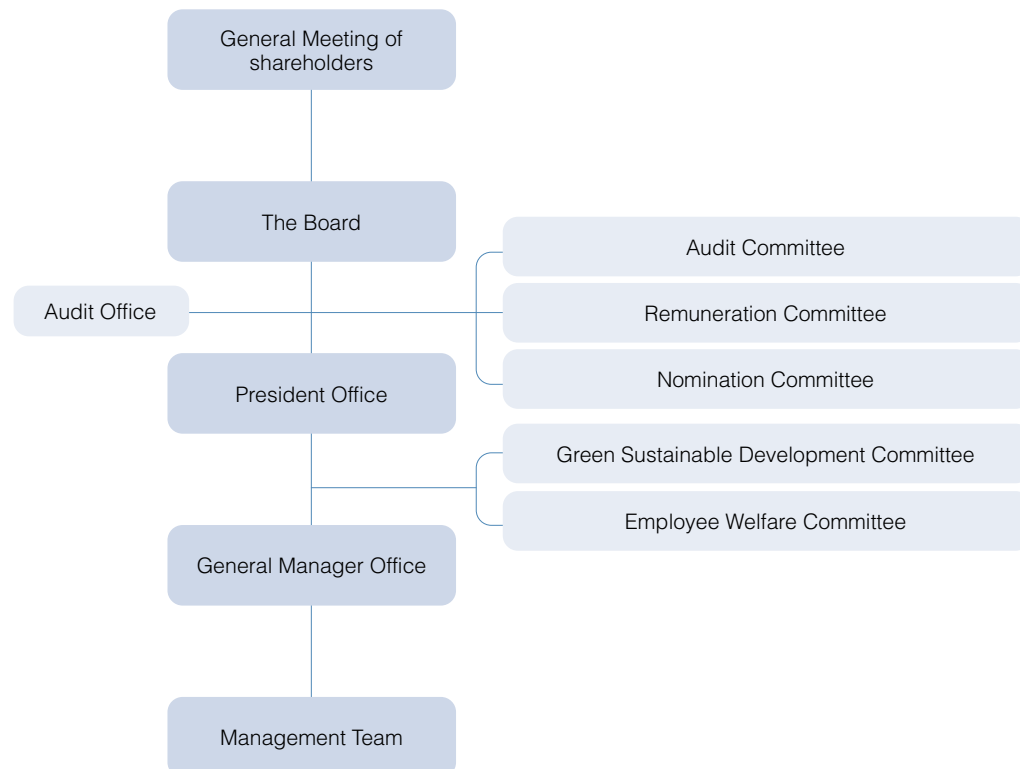 General Meeting of
shareholders
The Board
Audit Committee
Audit Office
Remuneration Committee
Nomination Committee
President Office
Green Sustainable Development Committee
Employee Welfare Committee
General Manager Office
Management Team